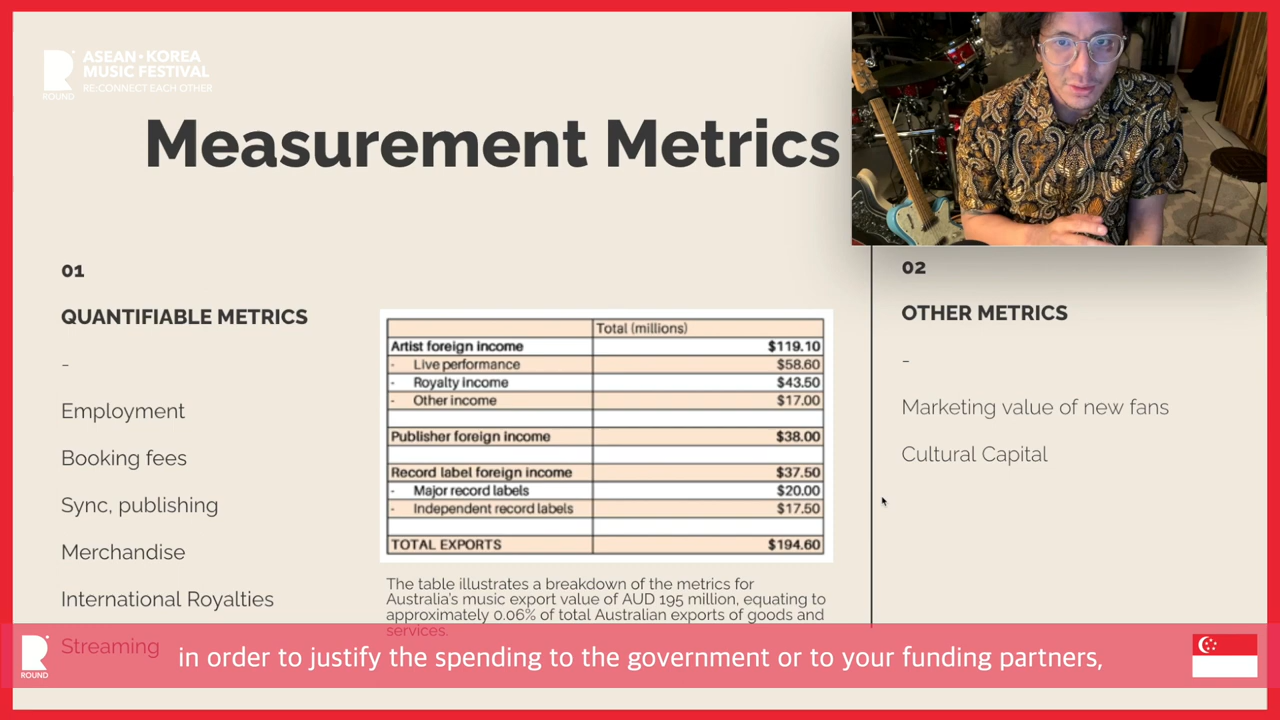 ASEAN•KOREA
MUSIC FESTIVAL
RE:CONNECT EACH OTHER
ROUND
Measurement Metrics
01
QUANTIFIABLE METRICS
-
Employment
Booking fees
Sync, publishing
Merchandise
International Royalties
Streaming
Total (millions)
Artist foreign income $119.10
- Live performance $58.60
- Royalty income $43.50
- Other income $17.00
Publisher foreign income $38.00
Record label foreign income $37.50
- Major record labels $20.00
- Independent record labels $17.50
TOTAL EXPORTS $194.60
The table illustrates a breakdown of the metrics for
Australia's music export value of AUD 195 million, equating to
approximately 0.06% of total Australian exports of goods and
services.
02
OTHER METRICS
-
Marketing value of new fans
Cultural Capital
ROUND
in order to justify the spending to the government or to your funding partners,